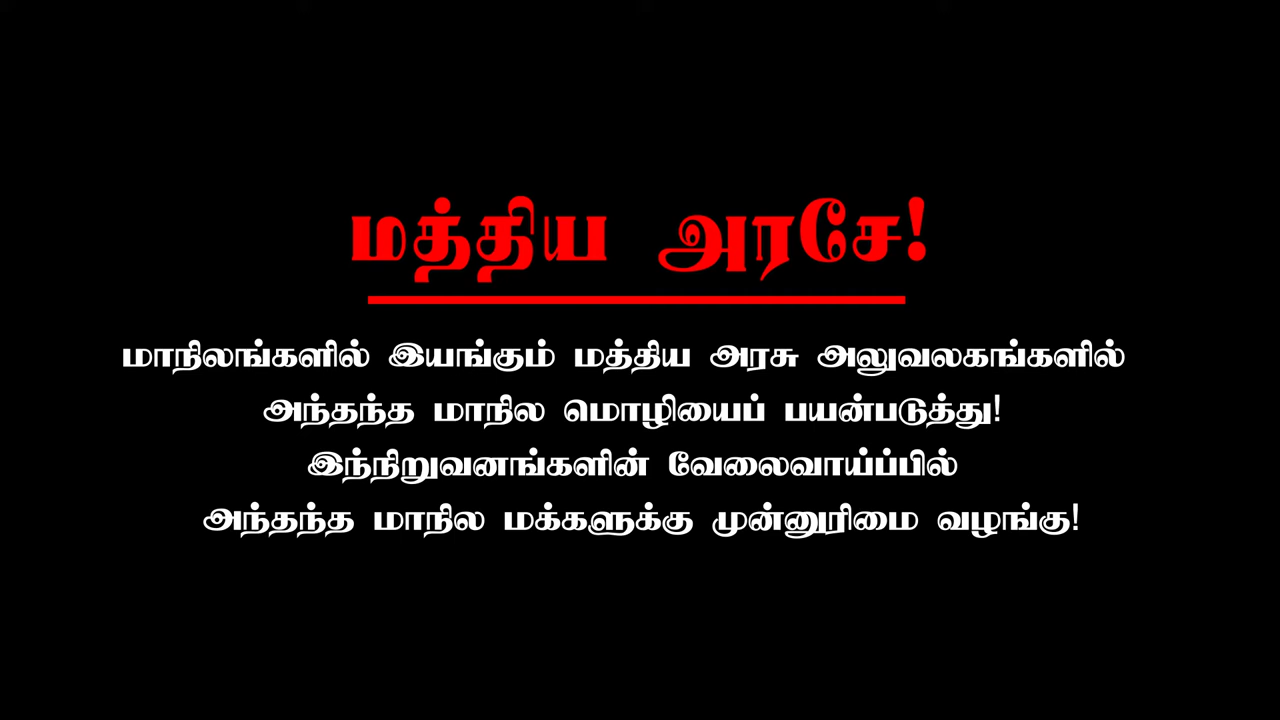 மத்திய அரசே!
மாநிலங்களில் இயங்கும் மத்திய அரசு அலுவலகங்களில்
அந்தந்த மாநில மொழியைப் பயன்படுத்து!
இந்நிறுவனங்களின் வேலைவாய்ப்பில்
அந்தந்த மாநில மக்களுக்கு முன்னுரிமை வழங்கு!